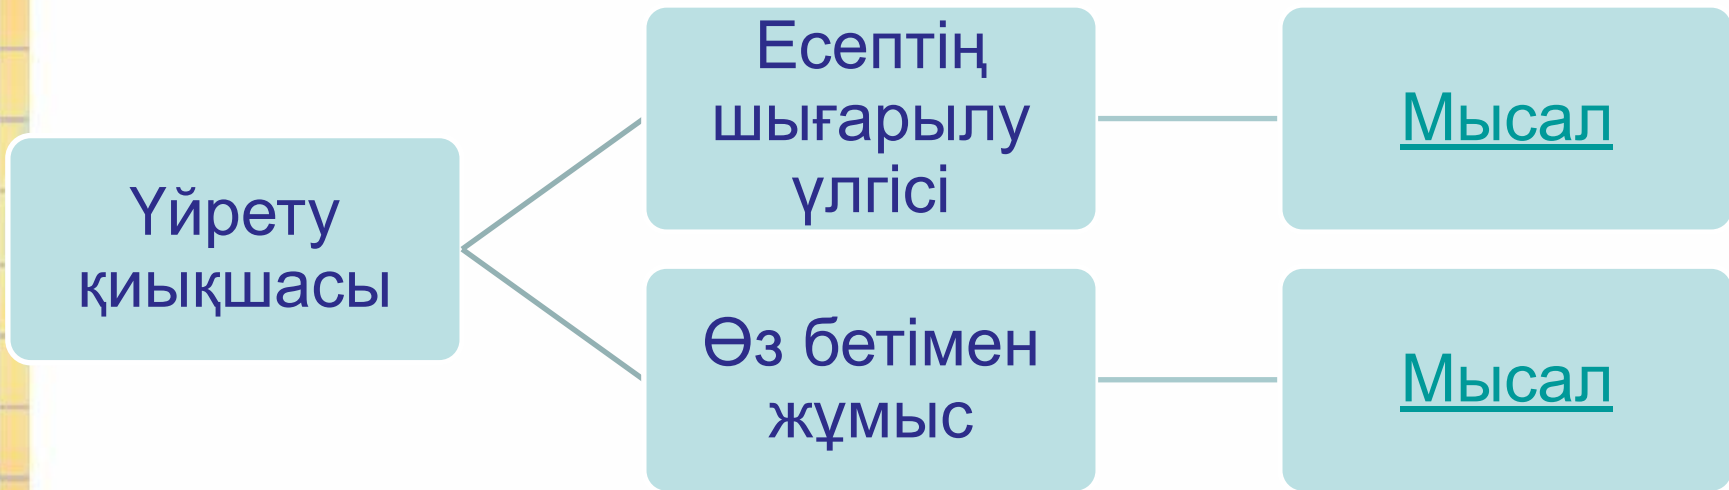 Үйрету
қиықшасы
Есептің
шығарылу
үлгісі
Мысал
Өз бетімен
жұмыс
Мысал